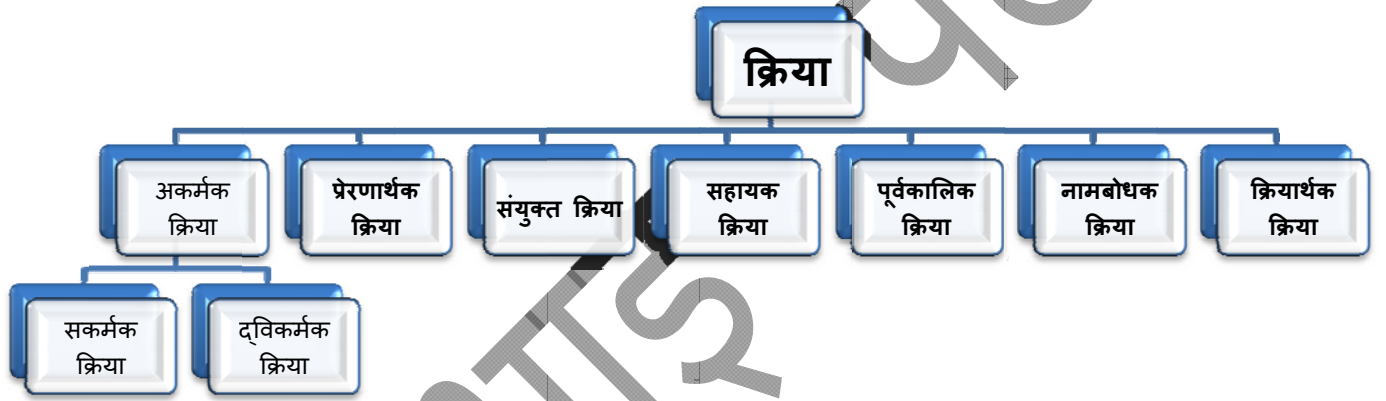 क्रिया
अकर्मक
क्रिया
प्रेरणार्थक
क्रिया
संयुक्त क्रिया
सहायक
क्रिया
पूर्वकालिक
क्रिया
नामबोधक
क्रिया
क्रियार्थक
क्रिया
सकर्मक
क्रिया
द्विकर्मक
क्रिया